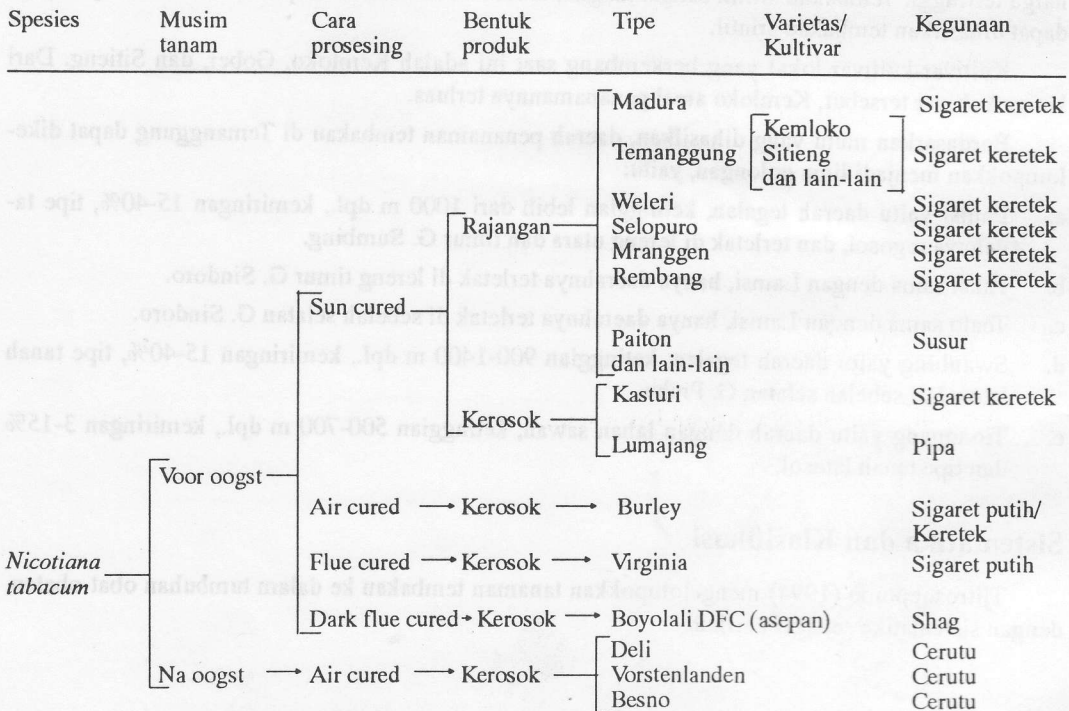 Spesies Musim tanam Cara prosesing Bentuk produk Tipe Varietas/ Kultivar Kegunaan
Madura Sigaret keretek
Kemloko
Temanggung Sitieng Sigaret keretek
dan lain-lain
Weleri Sigaret keretek
Rajangan Selopuro Sigaret keretek
Mranggen Sigaret keretek
Rembang Sigaret keretek
Sun cured
Paiton Susur
dan lain-lain
Kasturi Sigaret keretek
Kerosok
Lumajang Pipa
Voor oogst
Air cured Kerosok Burley Sigaret putih/
Keretek
Nicotiana Flue cured Kerosok Virginia Sigaret putih
tabacum
Dark flue cured Kerosok Boyolali DFC (asepan) Shag
Deli Cerutu
Na oogst Air cured Kerosok Vorstenlanden Cerutu
Besno Cerutu